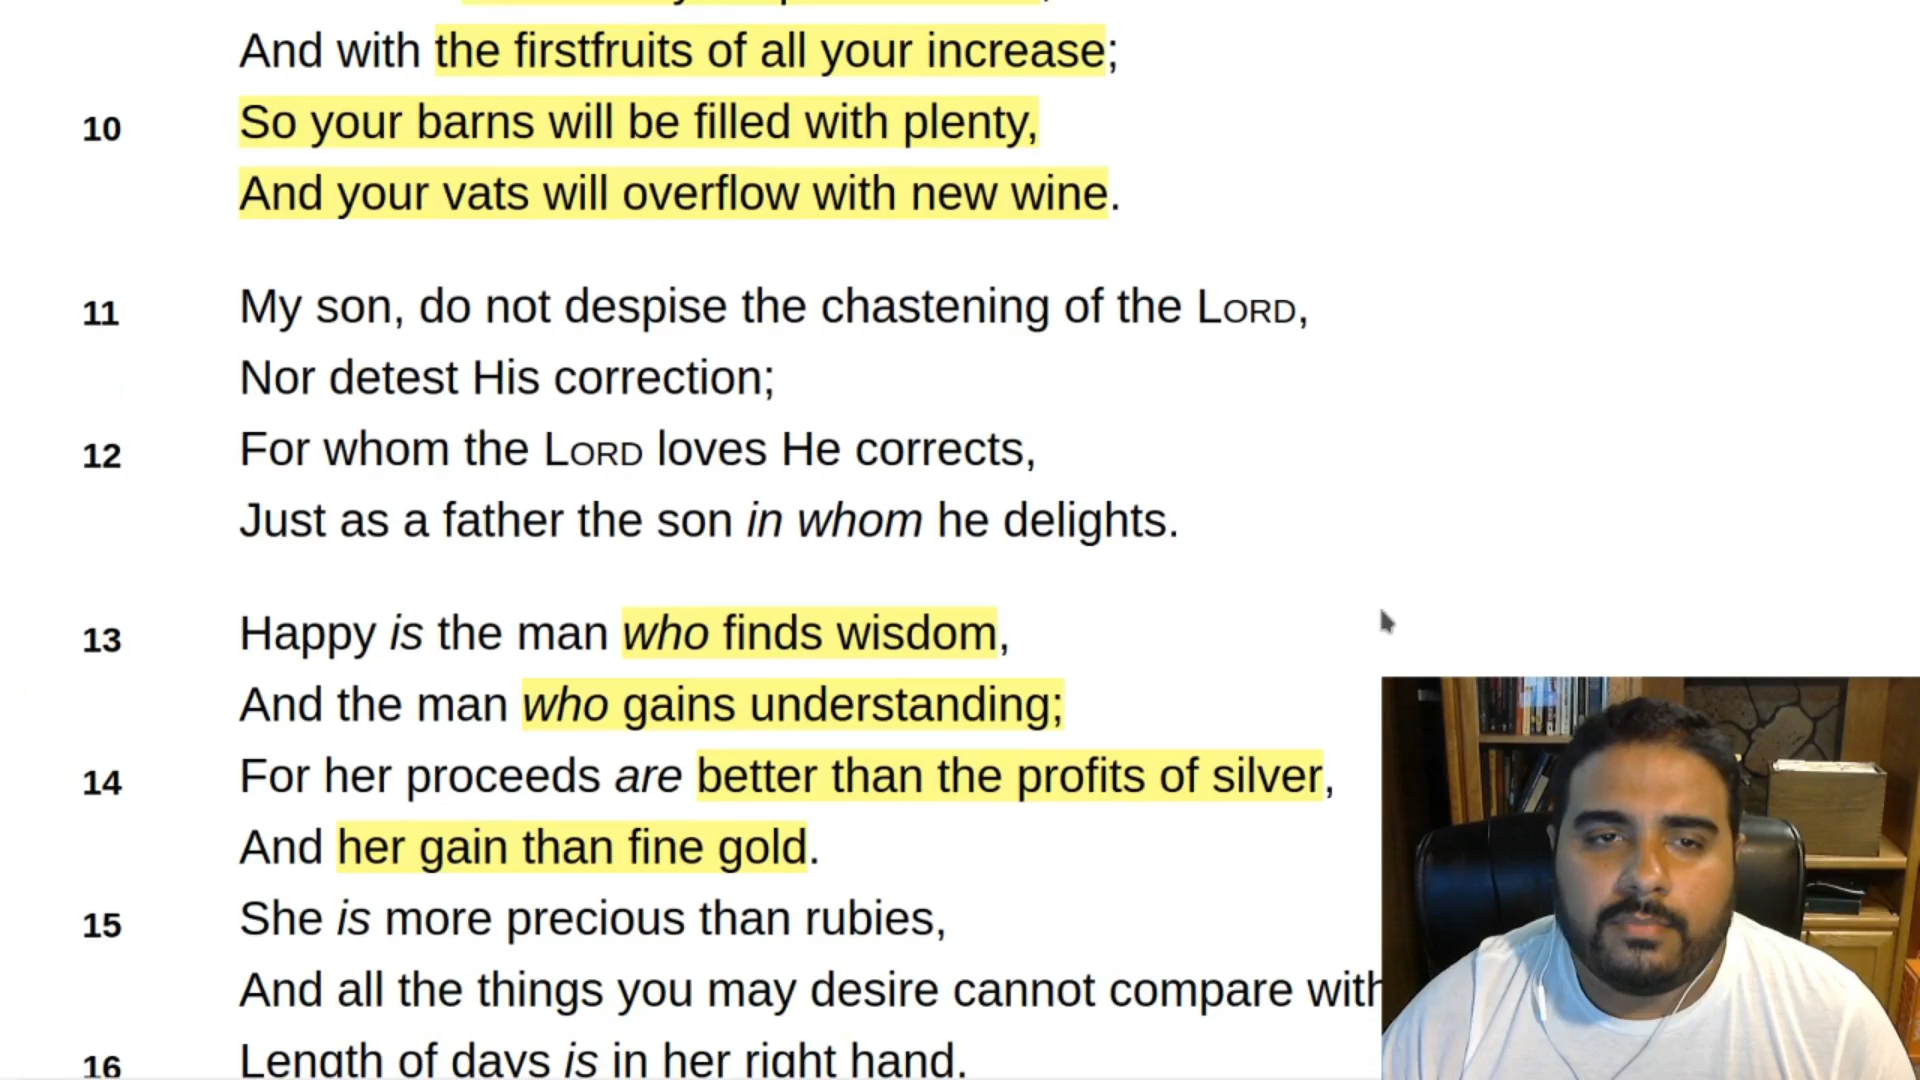 And with the firstfruits of all your increase;
10 So your barns will be filled with plenty,
And your vats will overflow with new wine.
11 My son, do not despise the chastening of the LORD,
Nor detest His correction;
12 For whom the LORD loves He corrects,
Just as a father the son in whom he delights.
13 Happy is the man who finds wisdom,
And the man who gains understanding;
14 For her proceeds are better than the profits of silver,
And her gain than fine gold.
15 She is more precious than rubies,
And all the things you may desire cannot compare with
16 Length of days is in her right hand.